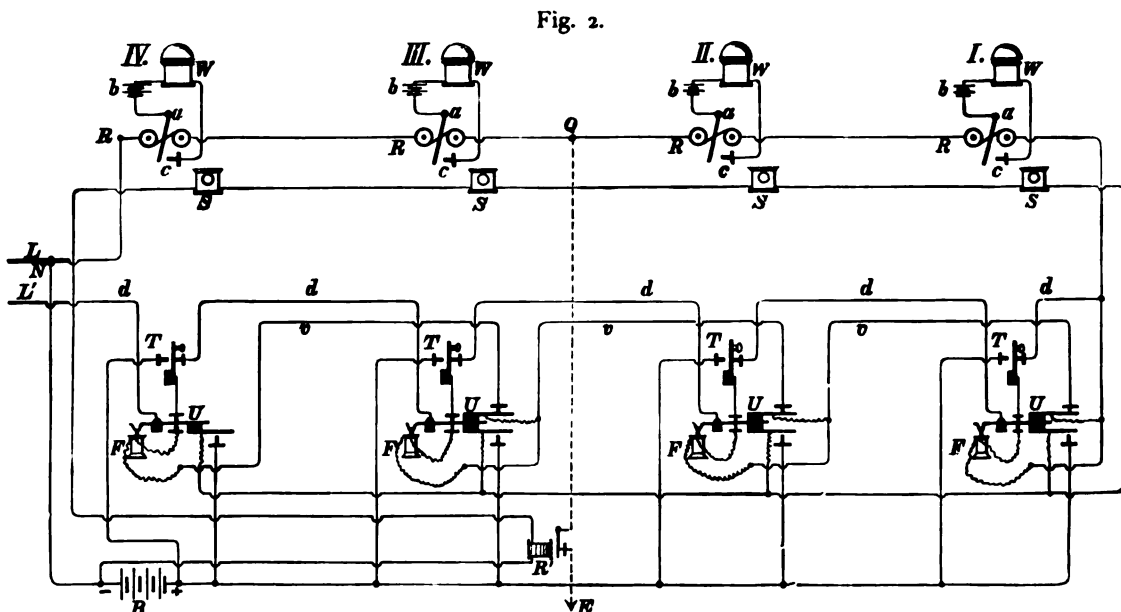 Fig. 2.
IV. III. II. I.
W W W W
b b b b
a a a a
R R O R R
c c c c
S S S S
L
N
L' d d d d d
v v v
T T T T
U U U U
F F F F
R'
- B + E